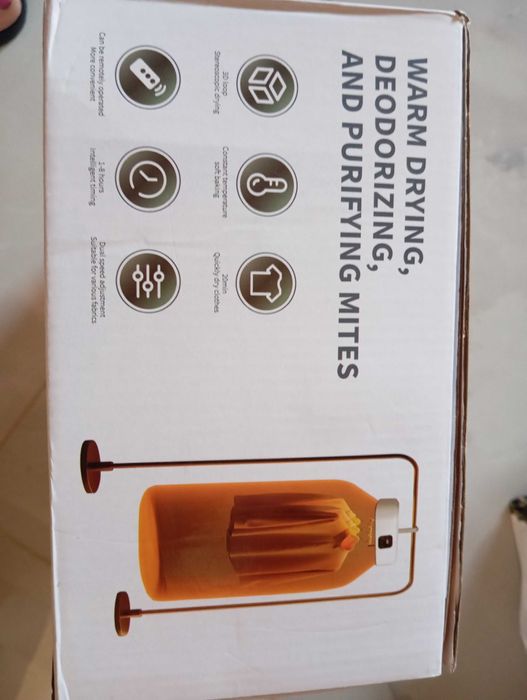 WARM DRYING,
DEODORIZING,
AND PURIFYING MITES
3D loop
Stereoscopic drying
Constant temperature
soft baking
20min
Quickly dry clothes
Can be remotely operated
More convenient
1-8 hours
Intelligent timing
Dual speed adjustment
Suitable for various fabrics